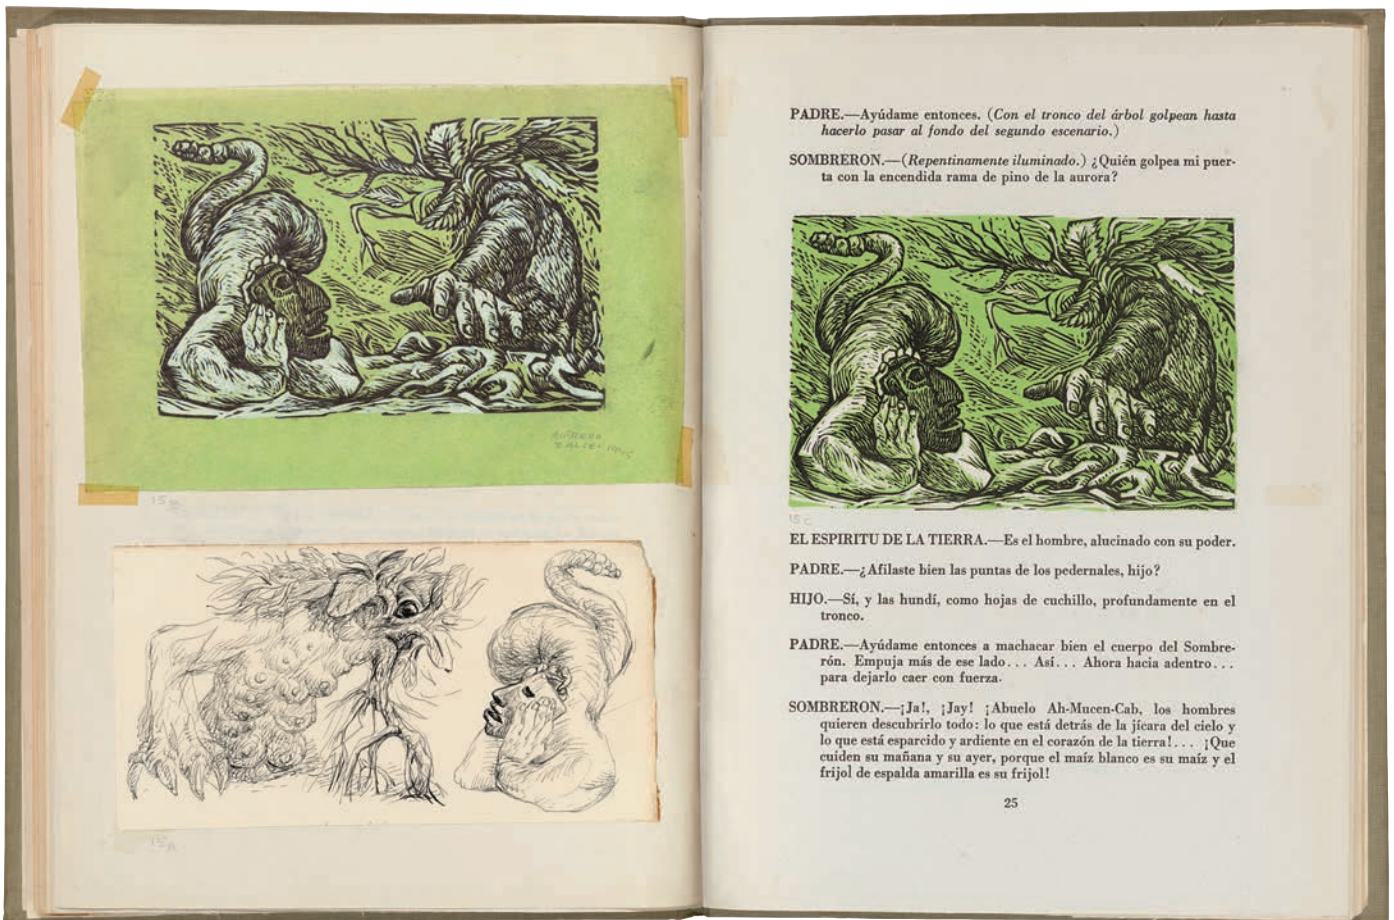 AGUIRRE
ZALCE 1945
15B
15A
PADRE.—Ayúdame entonces. (Con el tronco del árbol golpean hasta
hacerlo pasar al fondo del segundo escenario.)
SOMBRERON.—(Repentinamente iluminado.) ¿Quién golpea mi puer-
ta con la encendida rama de pino de la aurora?
15C
EL ESPIRITU DE LA TIERRA.—Es el hombre, alucinado con su poder.
PADRE.—¿Afilaste bien las puntas de los pedernales, hijo?
HIJO.—Sí, y las hundí, como hojas de cuchillo, profundamente en el
tronco.
PADRE.—Ayúdame entonces a machacar bien el cuerpo del Sombre-
rón. Empuja más de ese lado... Así... Ahora hacia adentro...
para dejarlo caer con fuerza.
SOMBRERON.—¡Ja!, ¡Jay! ¡Abuelo Ah-Mucen-Cab, los hombres
quieren descubrirlo todo: lo que está detrás de la jícara del cielo y
lo que está esparcido y ardiente en el corazón de la tierra!... ¡Que
cuiden su mañana y su ayer, porque el maíz blanco es su maíz y el
frijol de espalda amarilla es su frijol!
25